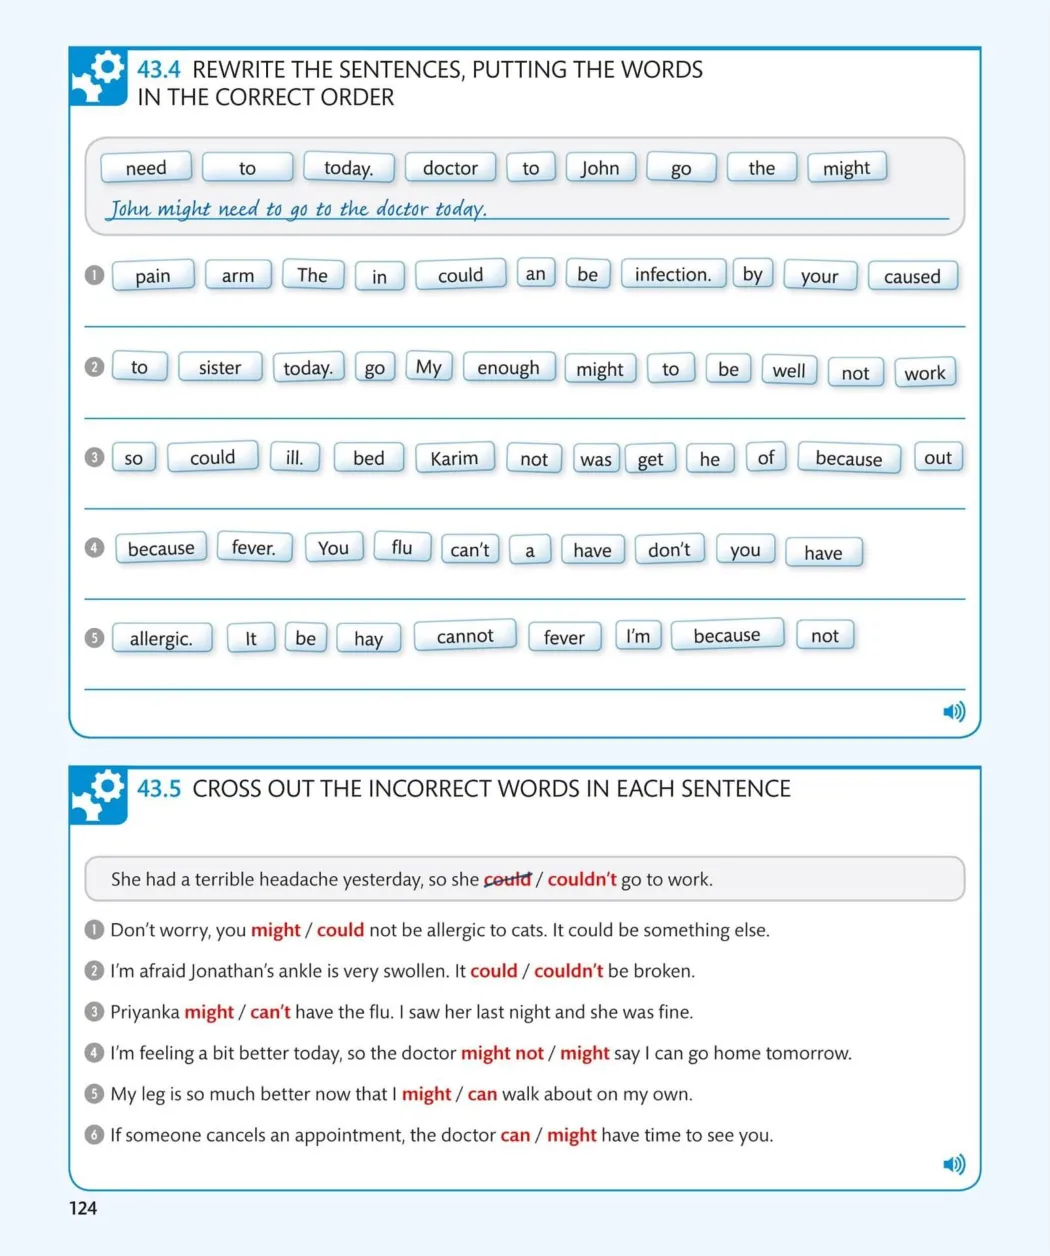 43.4 REWRITE THE SENTENCES, PUTTING THE WORDS
IN THE CORRECT ORDER
need to today. doctor to John go the might
John might need to go to the doctor today.
1 pain arm The in could an be infection. by your caused
2 to sister today. go My enough might to be well not work
3 so could ill. bed Karim not was get he of because out
4 because fever. You flu can't a have don't you have
5 allergic. It be hay cannot fever I'm because not
43.5 CROSS OUT THE INCORRECT WORDS IN EACH SENTENCE
She had a terrible headache yesterday, so she could / couldn't go to work.
1 Don't worry, you might / could not be allergic to cats. It could be something else.
2 I'm afraid Jonathan's ankle is very swollen. It could / couldn't be broken.
3 Priyanka might / can't have the flu. I saw her last night and she was fine.
4 I'm feeling a bit better today, so the doctor might not / might say I can go home tomorrow.
5 My leg is so much better now that I might / can walk about on my own.
6 If someone cancels an appointment, the doctor can / might have time to see you.
124